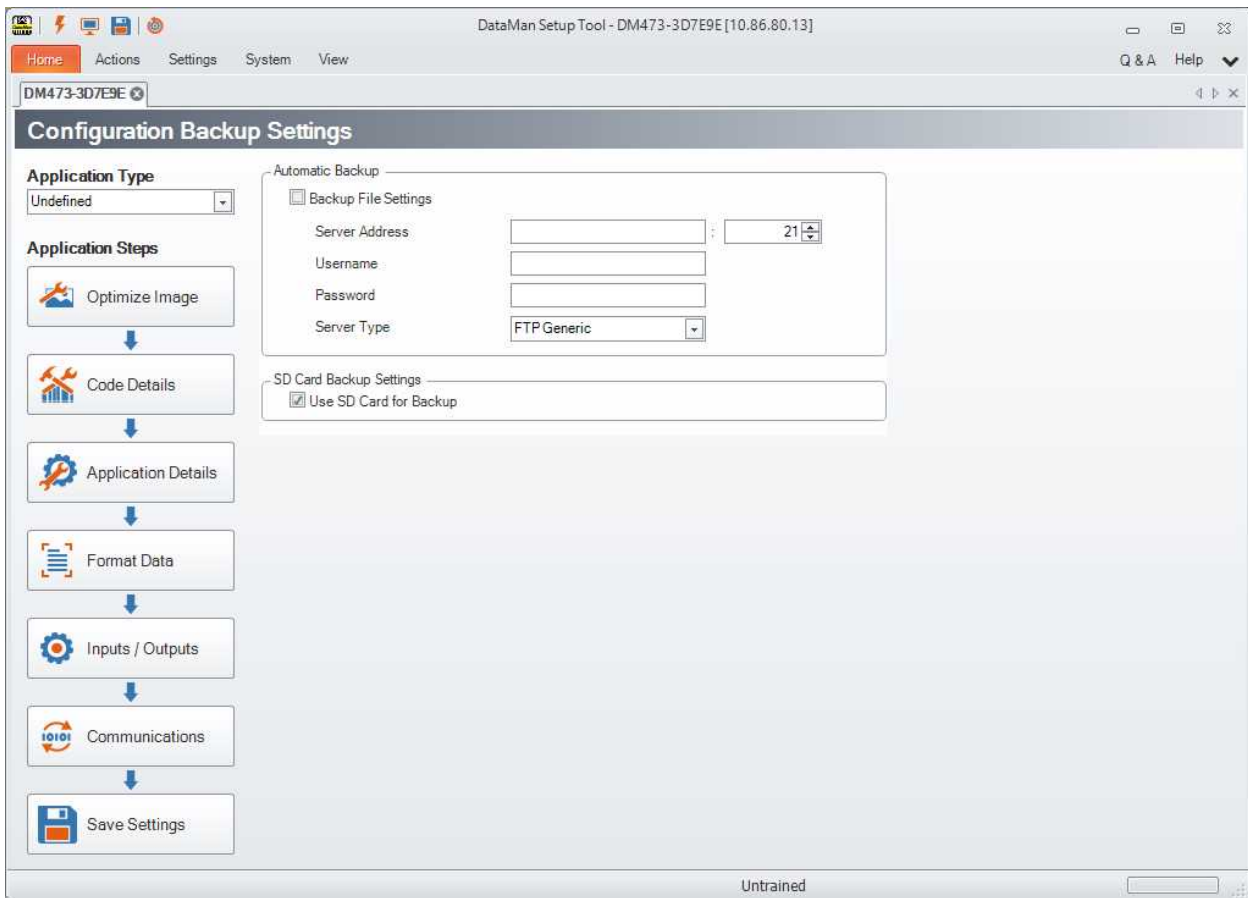 DataMan Setup Tool - DM473-3D7E9E [10.86.80.13]
Home Actions Settings System View Q & A Help
DM473-3D7E9E
Configuration Backup Settings
Application Type
Undefined
Application Steps
Optimize Image
Code Details
Application Details
Format Data
Inputs / Outputs
Communications
Save Settings
Automatic Backup
Backup File Settings
Server Address : 21
Username
Password
Server Type FTP Generic
SD Card Backup Settings
Use SD Card for Backup
Untrained